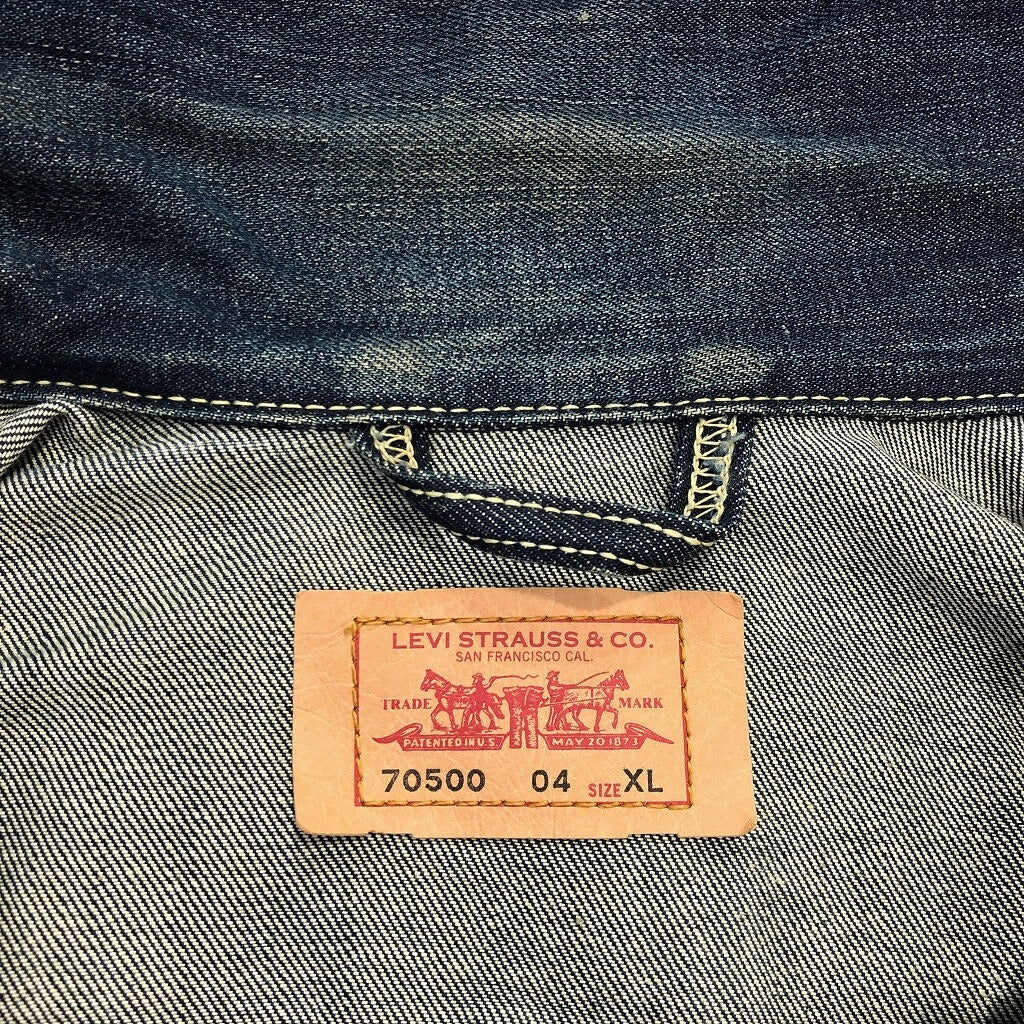 LEVI STRAUSS & CO.
SAN FRANCISCO CAL.
TRADE MARK
PATENTED IN U.S MAY 20 1873
70500 04 SIZE XL